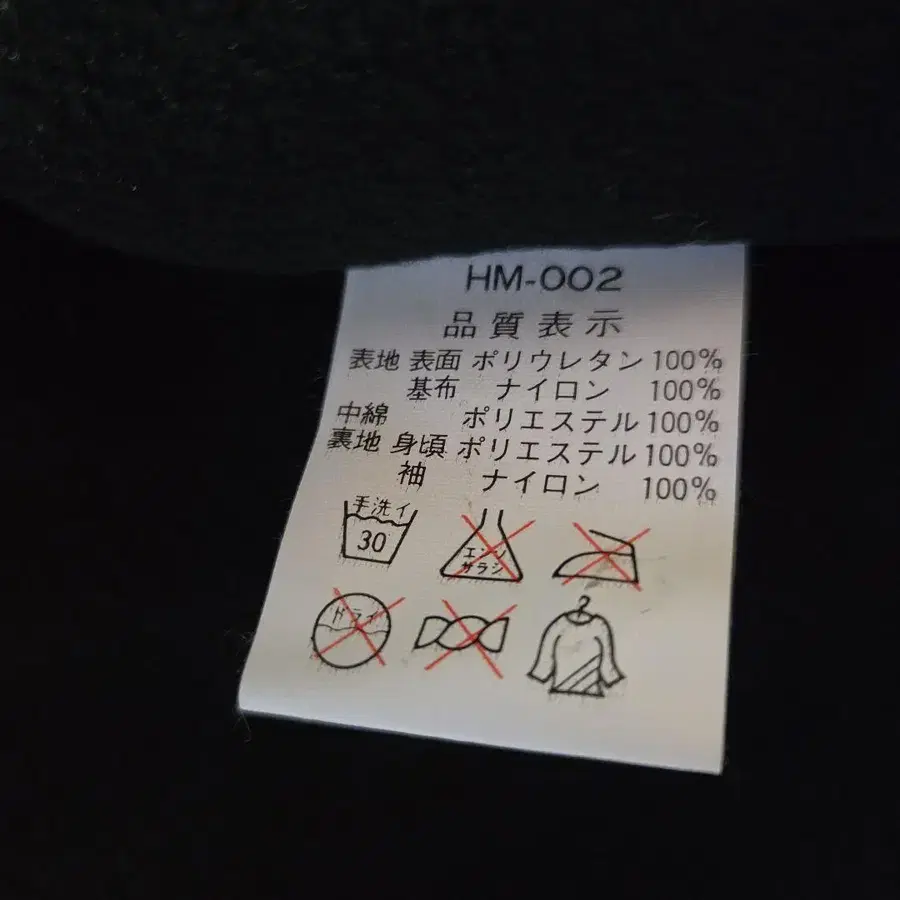 HM-002
品質表示
表地 表面 ポリウレタン 100%
基布 ナイロン 100%
中綿 ポリエステル 100%
裏地 身頃 ポリエステル 100%
袖 ナイロン 100%
手洗イ
30
エンソ
サラシ
ドライ